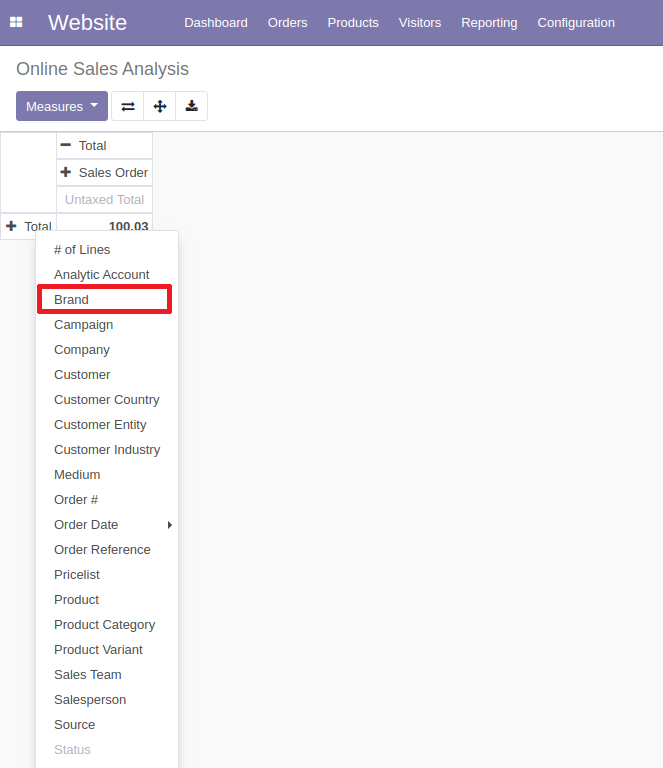 Website Dashboard Orders Products Visitors Reporting Configuration
Online Sales Analysis
Measures
Total
Sales Order
Untaxed Total
Total 100.03
# of Lines
Analytic Account
Brand
Campaign
Company
Customer
Customer Country
Customer Entity
Customer Industry
Medium
Order #
Order Date
Order Reference
Pricelist
Product
Product Category
Product Variant
Sales Team
Salesperson
Source
Status